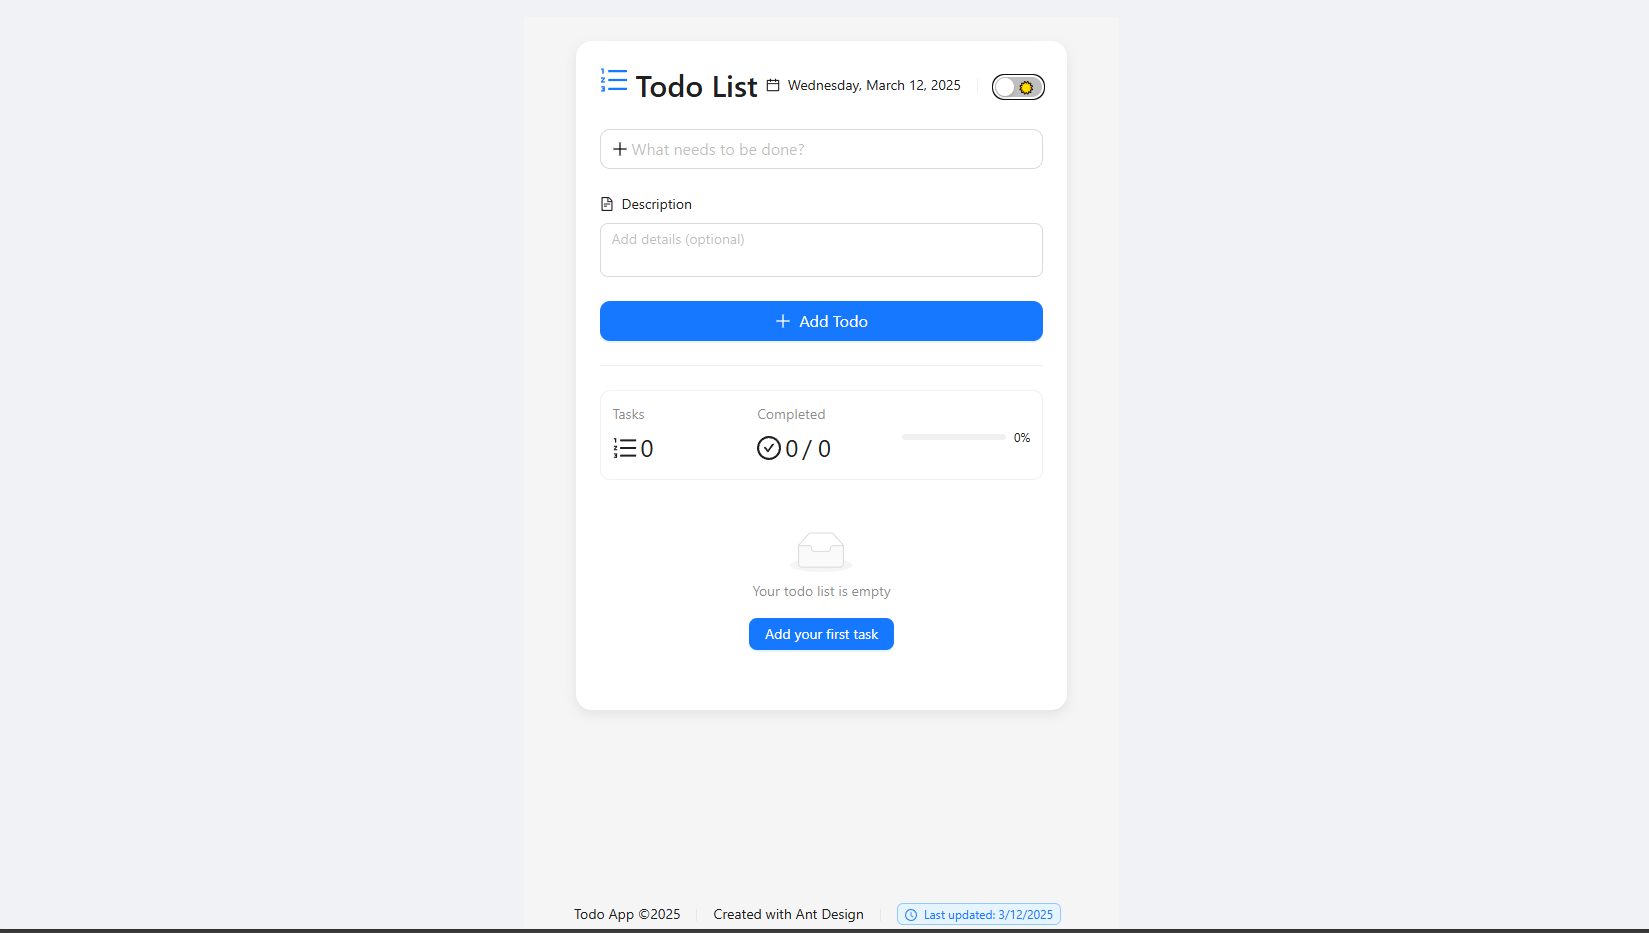 Todo List Wednesday, March 12, 2025
What needs to be done?
Description
Add details (optional)
Add Todo
Tasks Completed
0 0 / 0 0%
Your todo list is empty
Add your first task
Todo App ©2025 Created with Ant Design Last updated: 3/12/2025